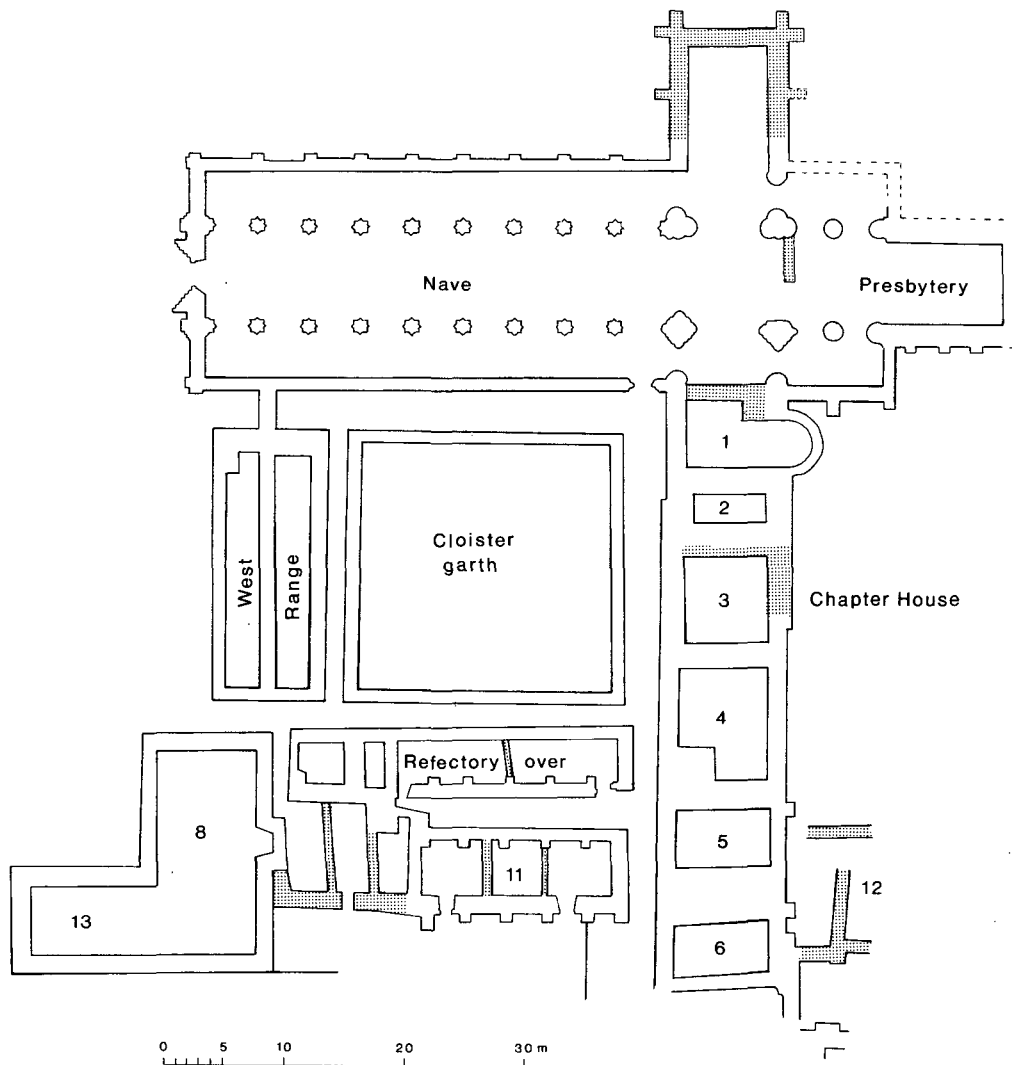 Nave
Presbytery
1
2
Cloister
garth
West
Range
3
Chapter House
4
Refectory over
8
5
11
12
13
6
0 5 10 20 30 m